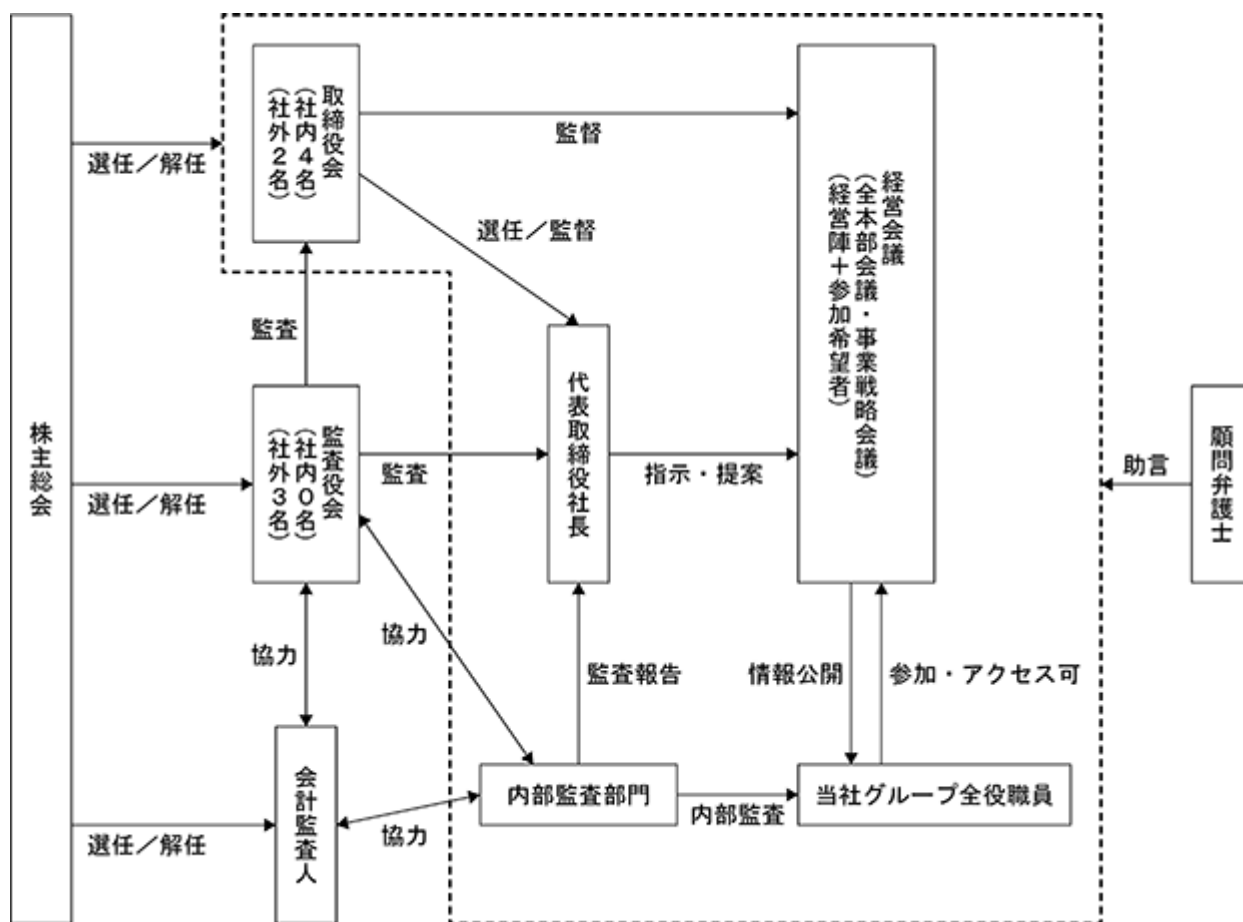 株主総会
選任／解任
取締役会
（社内４名）
（社外２名）
監督
選任／監督
経営会議
（全本部会議・事業戦略会議）
（経営陣＋参加希望者）
監査
選任／解任
監査役会
（社内０名）
（社外３名）
監査
代表取締役社長
指示・提案
助言
顧問弁護士
協力
協力
監査報告
情報公開
参加・アクセス可
選任／解任
会計監査人
協力
内部監査部門
内部監査
当社グループ全役職員